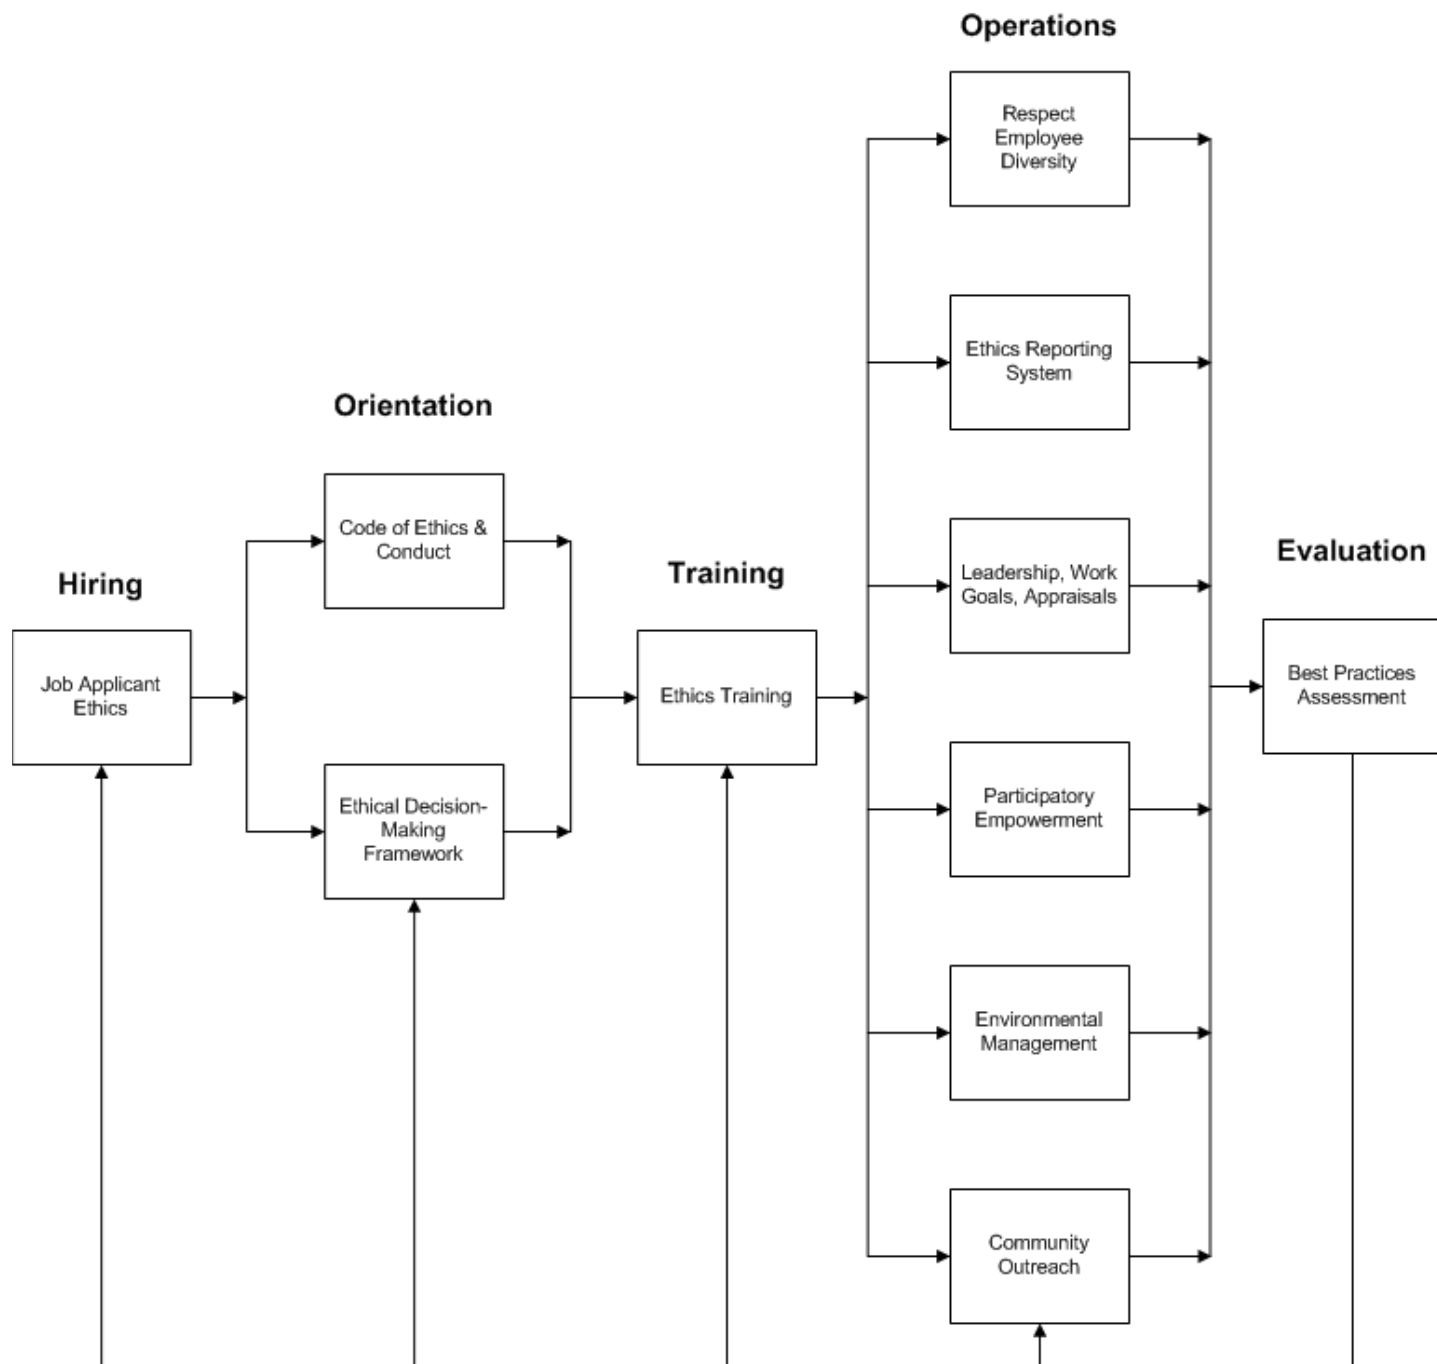 Operations
Respect
Employee
Diversity
Ethics Reporting
System
Orientation
Code of Ethics &
Conduct
Leadership, Work
Goals, Appraisals
Evaluation
Hiring
Training
Job Applicant
Ethics
Ethics Training
Best Practices
Assessment
Ethical Decision-
Making
Framework
Participatory
Empowerment
Environmental
Management
Community
Outreach